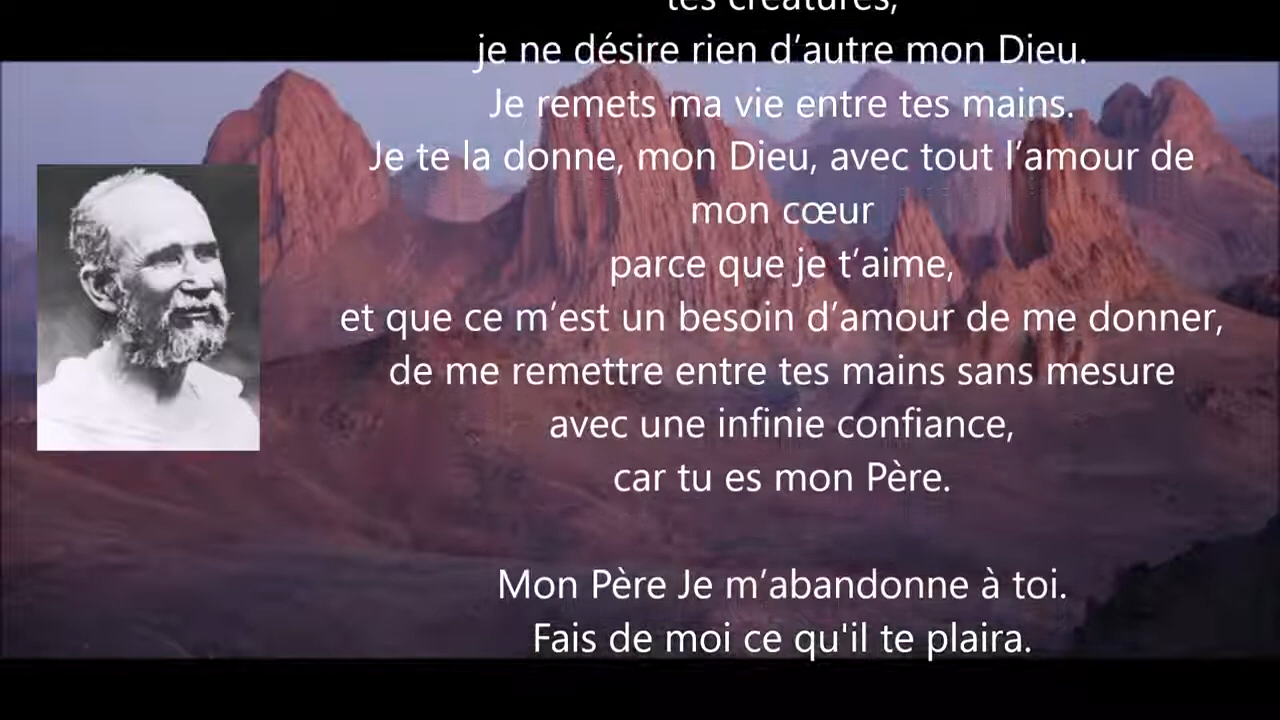 tes créatures,
je ne désire rien d’autre mon Dieu.
Je remets ma vie entre tes mains.
Je te la donne, mon Dieu, avec tout l’amour de
mon cœur
parce que je t’aime,
et que ce m’est un besoin d’amour de me donner,
de me remettre entre tes mains sans mesure
avec une infinie confiance,
car tu es mon Père.
Mon Père Je m’abandonne à toi.
Fais de moi ce qu'il te plaira.